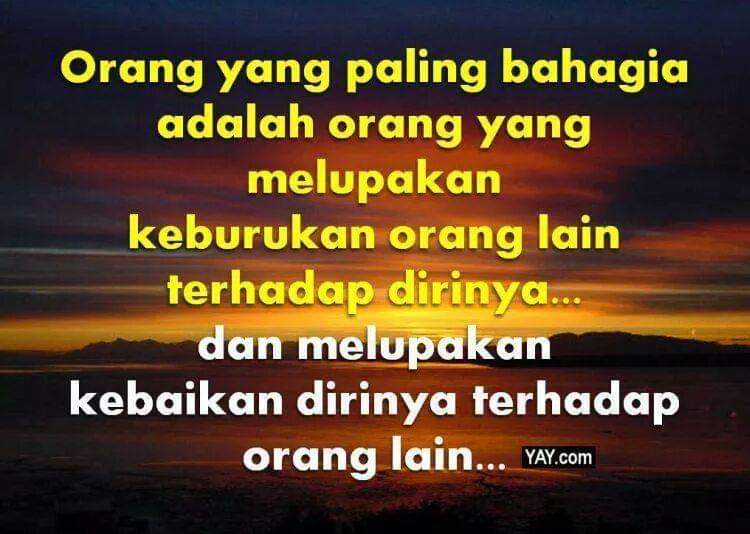 Orang yang paling bahagia
adalah orang yang
melupakan
keburukan orang lain
terhadap dirinya...
dan melupakan
kebaikan dirinya terhadap
orang lain... YAY.com